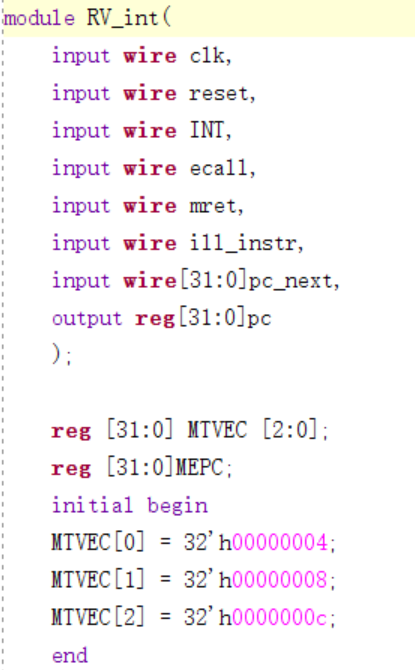 module RV_int(
input wire clk,
input wire reset,
input wire INT,
input wire ecall,
input wire mret,
input wire ill_instr,
input wire[31:0]pc_next,
output reg[31:0]pc
);
reg [31:0] MTVEC [2:0];
reg [31:0]MEPC;
initial begin
MTVEC[0] = 32'h00000004;
MTVEC[1] = 32'h00000008;
MTVEC[2] = 32'h0000000c;
end